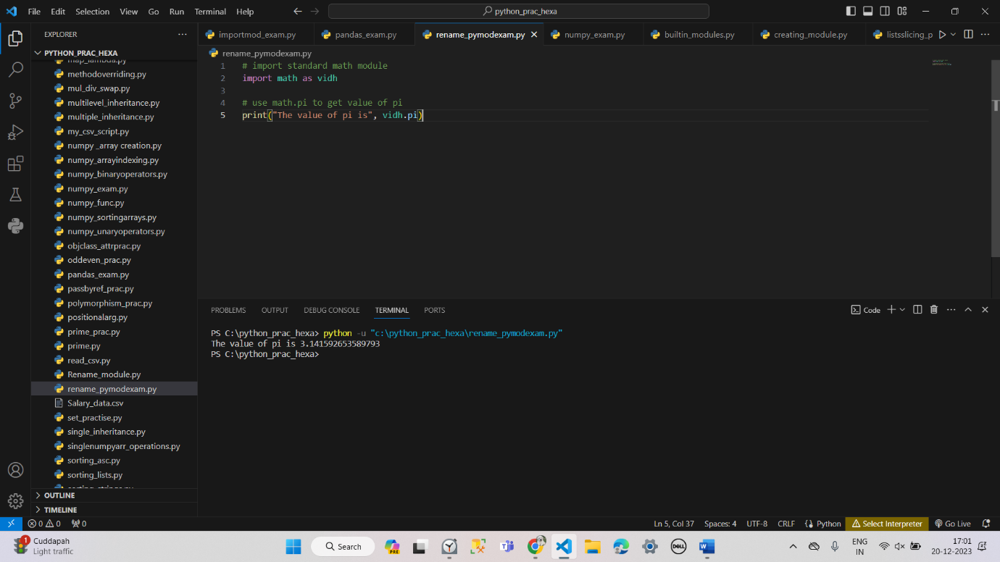 File Edit Selection View Go Run Terminal Help
python_prac_hexa
EXPLORER
importmod_exam.py pandas_exam.py rename_pymodexam.py numpy_exam.py builtin_modules.py creating_module.py listsslicing_p
PYTHON_PRAC_HEXA
map_lambda.py
methodoverriding.py
mul_div_swap.py
multilevel_inheritance.py
multiple_inheritance.py
my_csv_script.py
numpy _array creation.py
numpy_arrayindexing.py
numpy_binaryoperators.py
numpy_exam.py
numpy_func.py
numpy_sortingarrays.py
numpy_unaryoperators.py
objclass_attrprac.py
oddeven_prac.py
pandas_exam.py
passbyref_prac.py
polymorphism_prac.py
positionalarg.py
prime_prac.py
prime.py
read_csv.py
Rename_module.py
rename_pymodexam.py
Salary_data.csv
set_practise.py
single_inheritance.py
singlenumpyarr_operations.py
sorting_asc.py
sorting_lists.py
sorting_strings.py
OUTLINE
TIMELINE
rename_pymodexam.py
1 # import standard math module
2 import math as vidh
3
4 # use math.pi to get value of pi
5 print("The value of pi is", vidh.pi)
PROBLEMS OUTPUT DEBUG CONSOLE TERMINAL PORTS
Code
PS C:\python_prac_hexa> python -u "c:\python_prac_hexa\rename_pymodexam.py"
The value of pi is 3.141592653589793
PS C:\python_prac_hexa>
0 0 0
Ln 5, Col 37 Spaces: 4 UTF-8 CRLF Python Select Interpreter Go Live
1
Cuddapah
Light traffic
Search
PRE
DELL
ENG
IN
17:01
20-12-2023